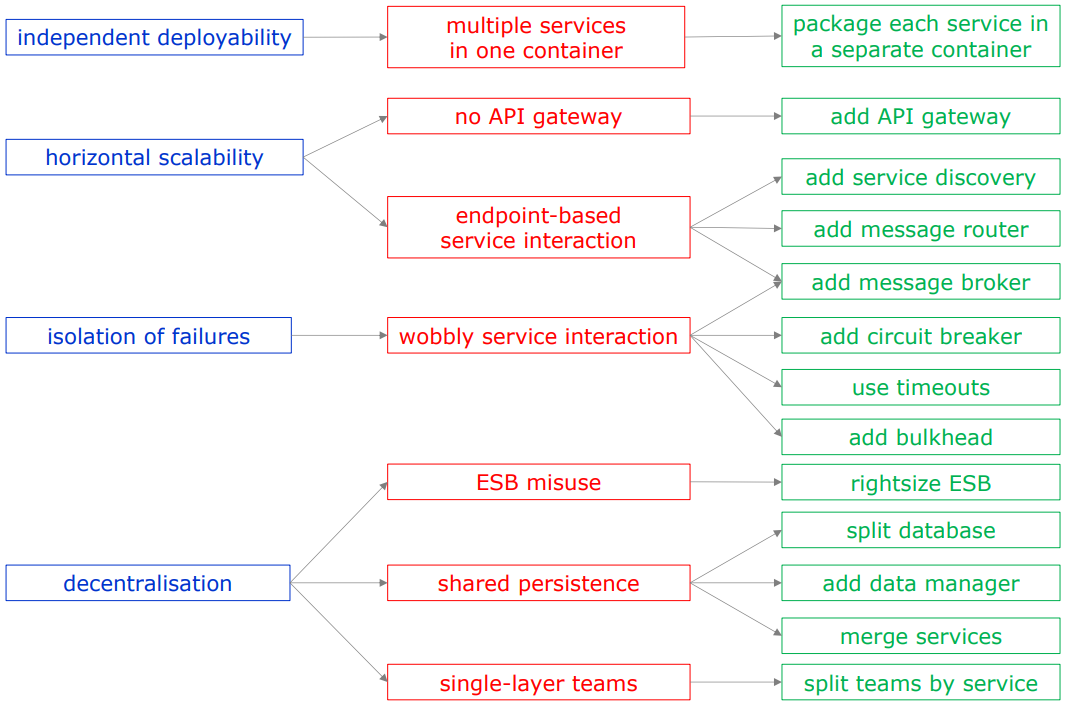 independent deployability
multiple services
in one container
package each service in
a separate container
horizontal scalability
no API gateway
add API gateway
endpoint-based
service interaction
add service discovery
add message router
add message broker
isolation of failures
wobbly service interaction
add circuit breaker
use timeouts
add bulkhead
decentralisation
ESB misuse
rightsize ESB
shared persistence
split database
add data manager
merge services
single-layer teams
split teams by service